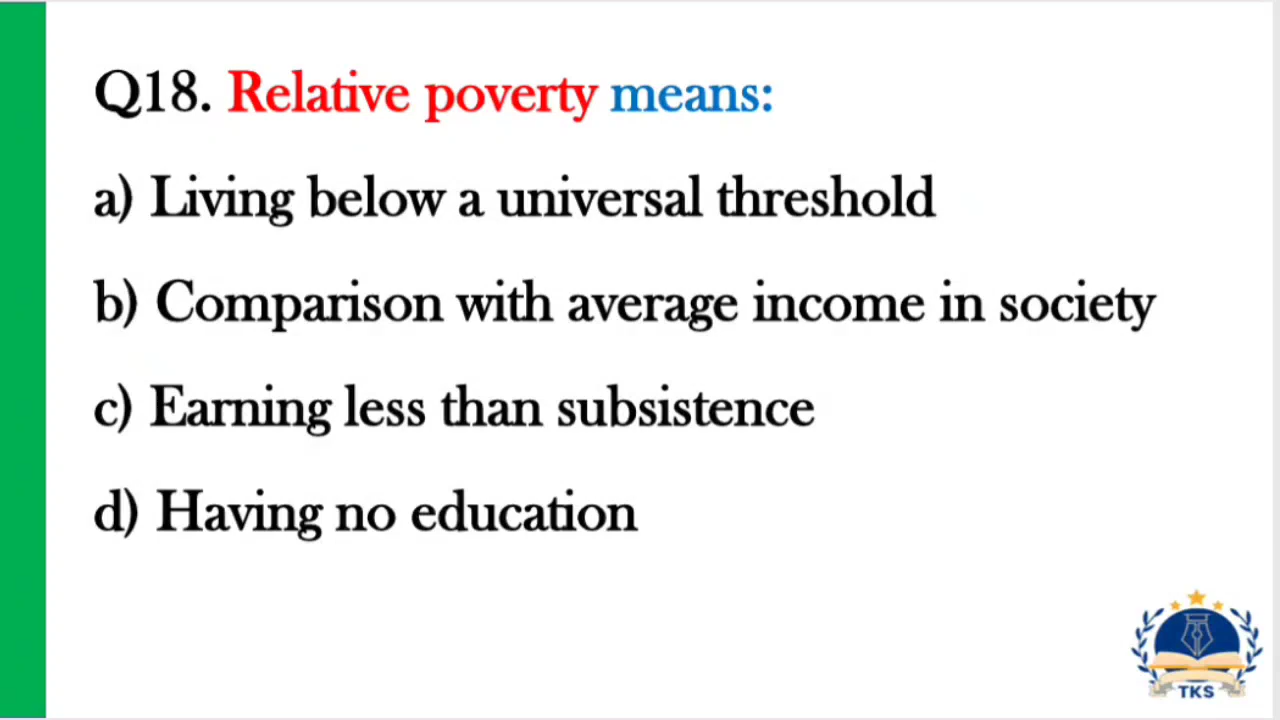 Q18. Relative poverty means:
a) Living below a universal threshold
b) Comparison with average income in society
c) Earning less than subsistence
d) Having no education
TKS